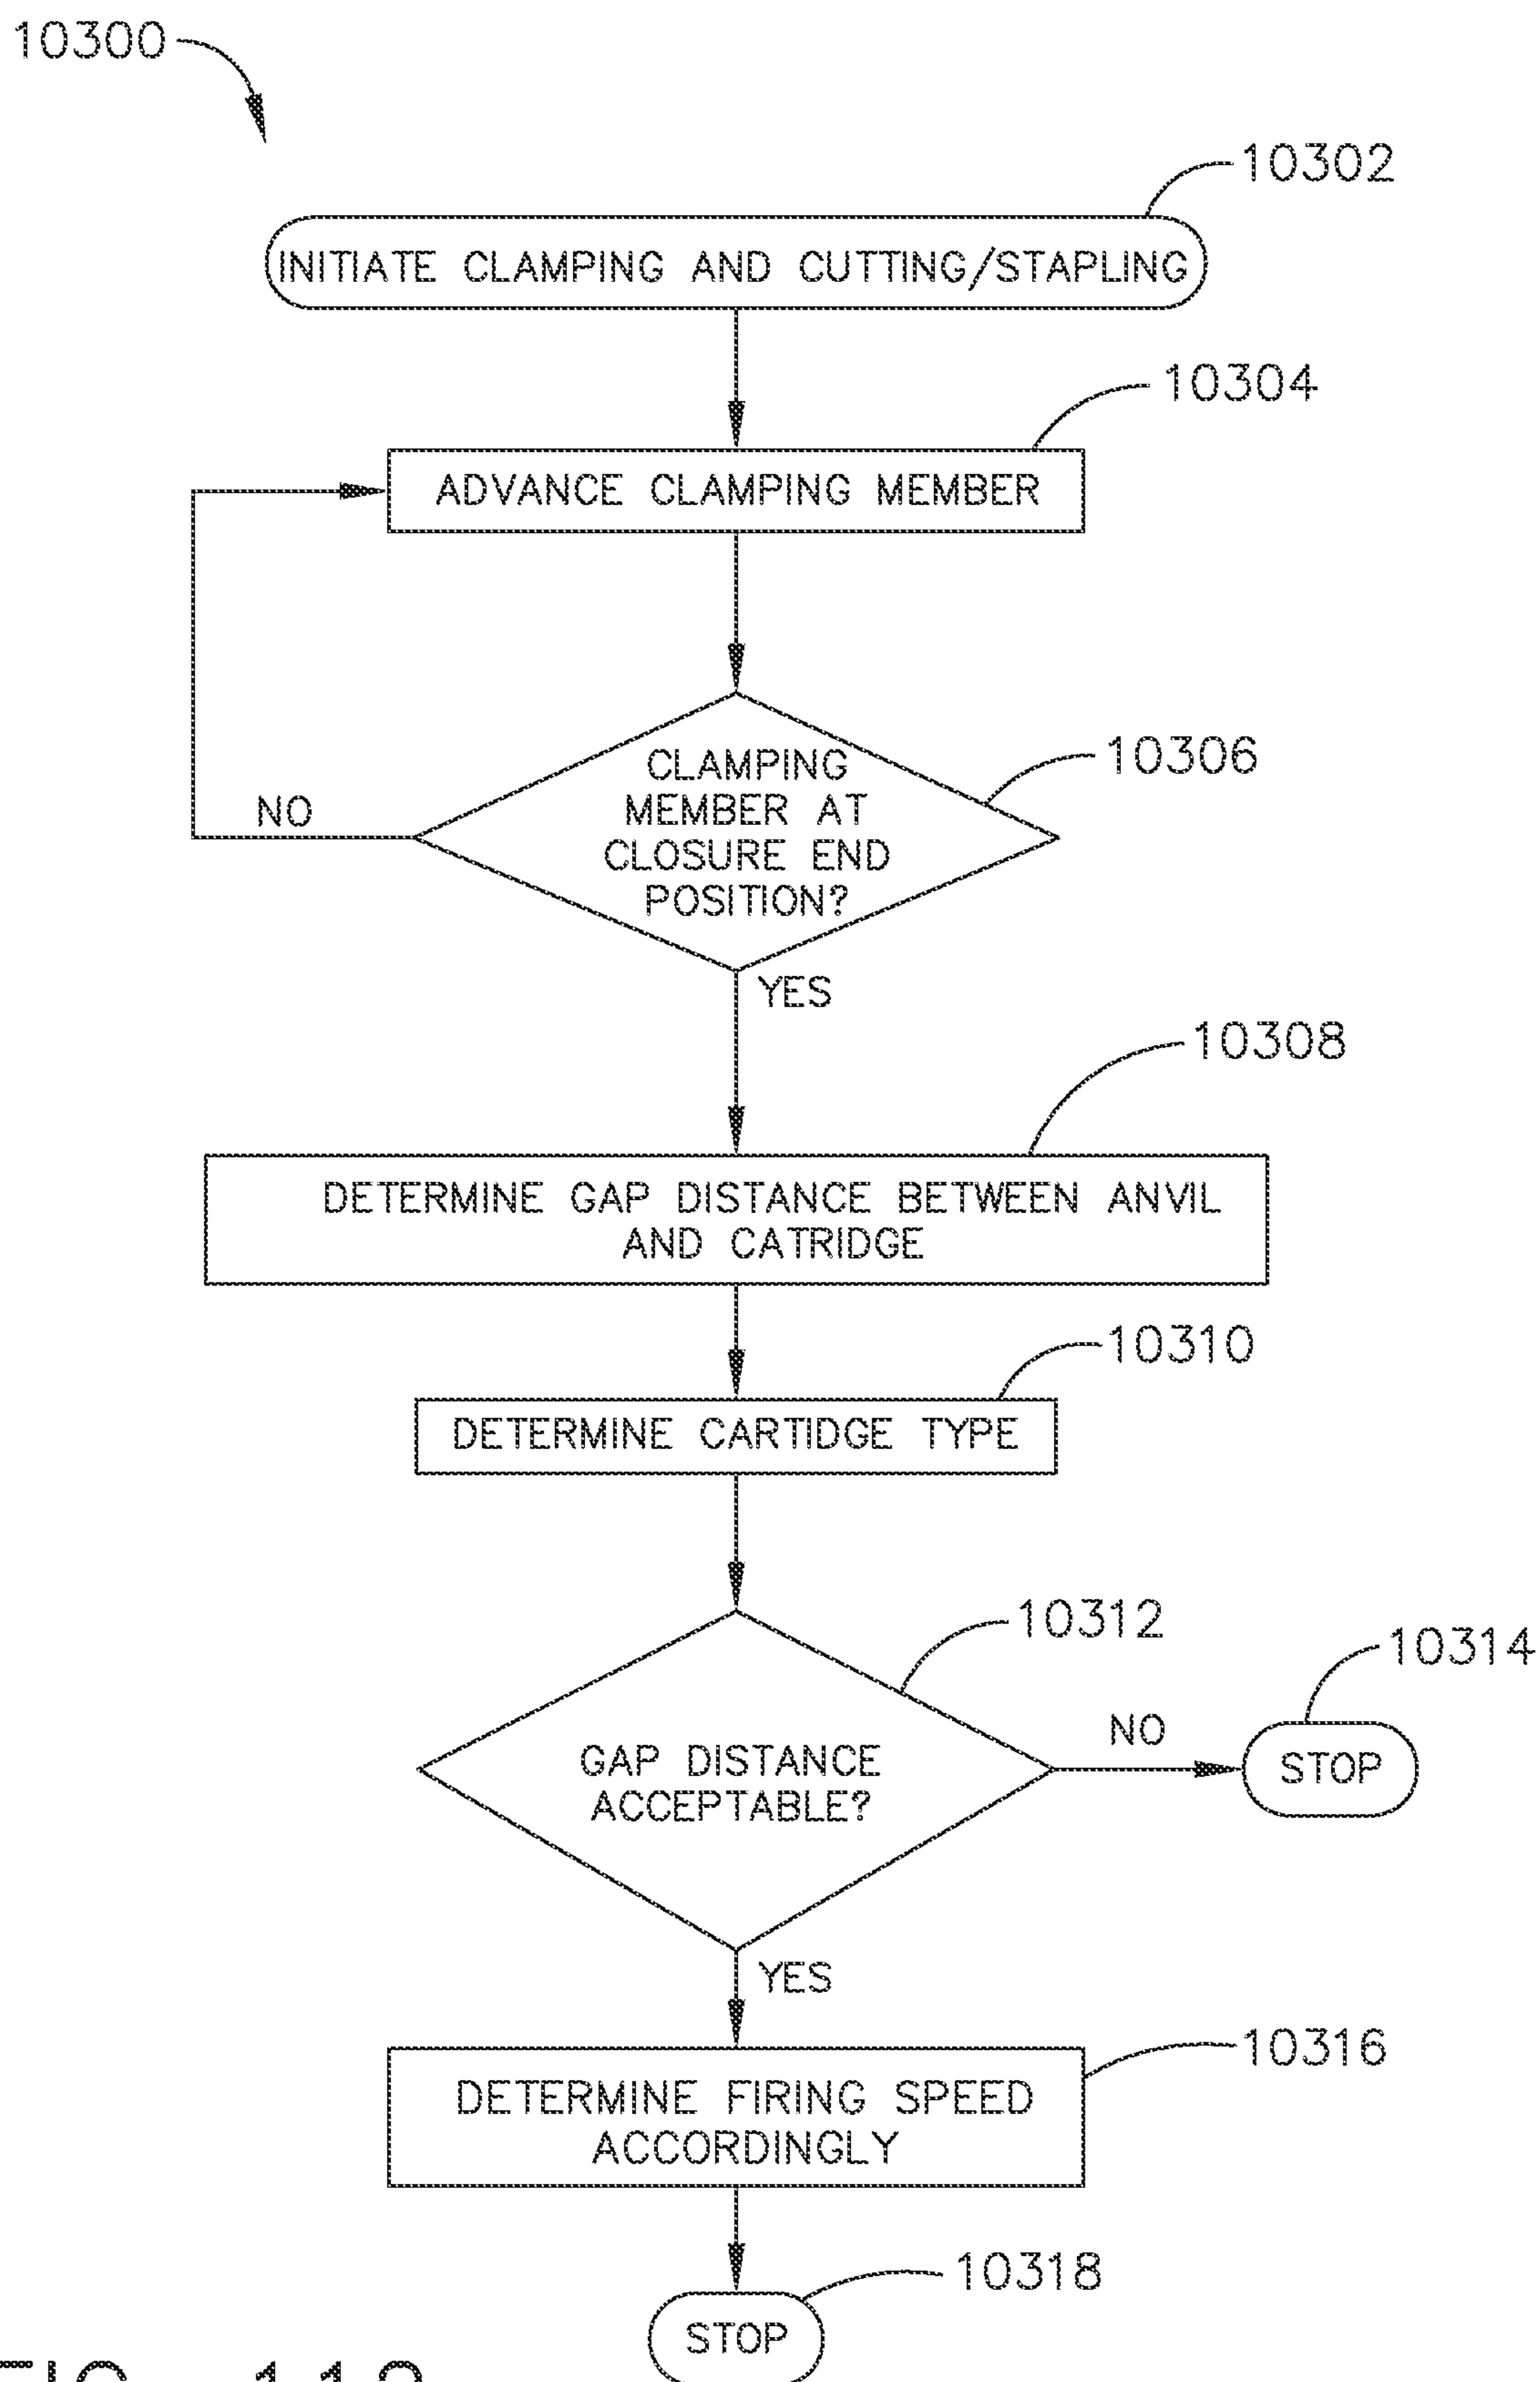 10300
10302
INITIATE CLAMPING AND CUTTING/STAPLING
10304
ADVANCE CLAMPING MEMBER
10306
CLAMPING
MEMBER AT
CLOSURE END
POSITION?
NO
YES
10308
DETERMINE GAP DISTANCE BETWEEN ANVIL
AND CATRIDGE
10310
DETERMINE CARTIDGE TYPE
10312
10314
GAP DISTANCE
ACCEPTABLE?
NO
STOP
YES
10316
DETERMINE FIRING SPEED
ACCORDINGLY
10318
STOP